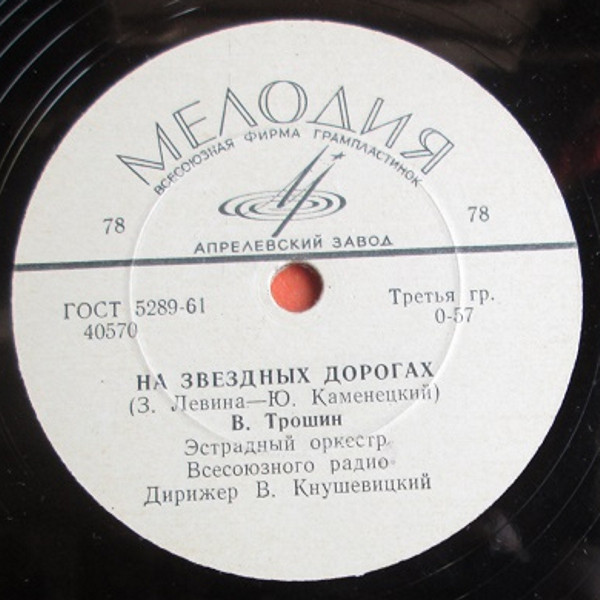 МЕЛОДИЯ
ВСЕСОЮЗНАЯ ФИРМА ГРАМПЛАСТИНОК
78
78
АПРЕЛЕВСКИЙ ЗАВОД
ГОСТ 5289-61
Третья гр.
40570
0-57
НА ЗВЕЗДНЫХ ДОРОГАХ
(З. Левина—Ю. Каменецкий)
В. Трошин
Эстрадный оркестр
Всесоюзного радио
Дирижер В. Кнушевицкий